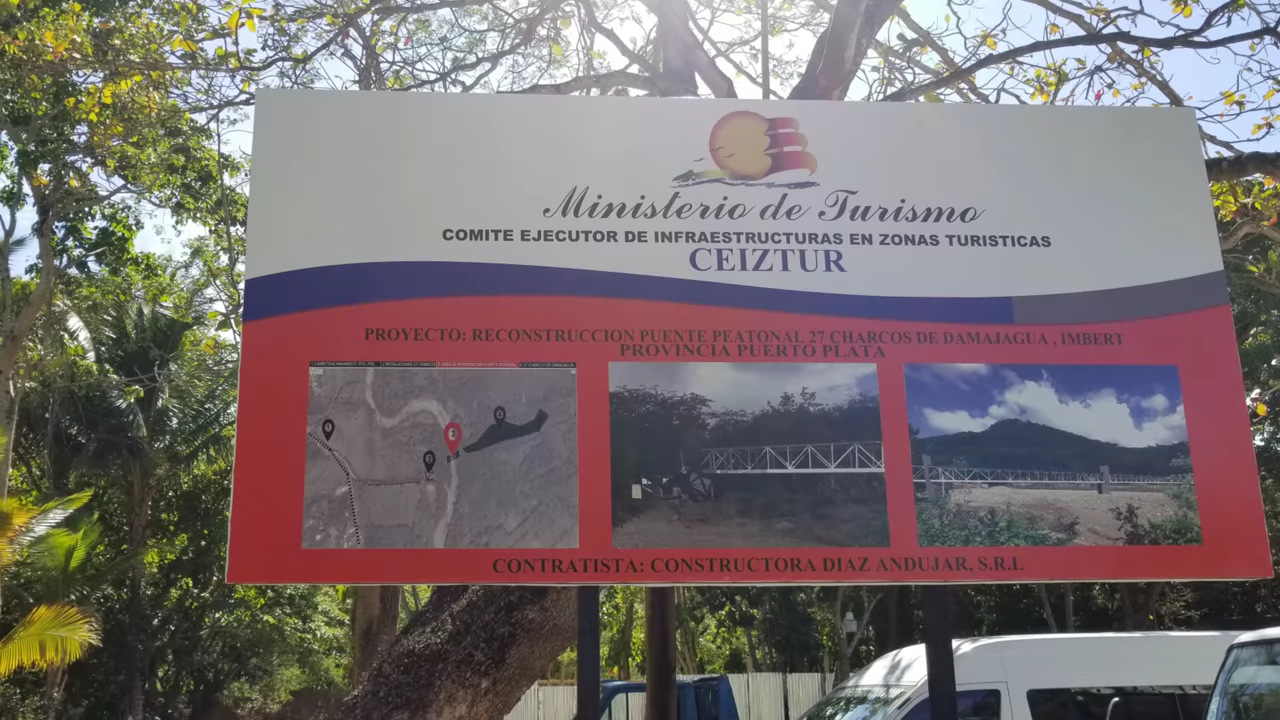 Ministerio de Turismo
COMITE EJECUTOR DE INFRAESTRUCTURAS EN ZONAS TURISTICAS
CEIZTUR
PROYECTO: RECONSTRUCCION PUENTE PEATONAL 27 CHARCOS DE DAMAJAGUA , IMBERT
PROVINCIA PUERTO PLATA
CONTRATISTA: CONSTRUCTORA DIAZ ANDUJAR, S.R.L